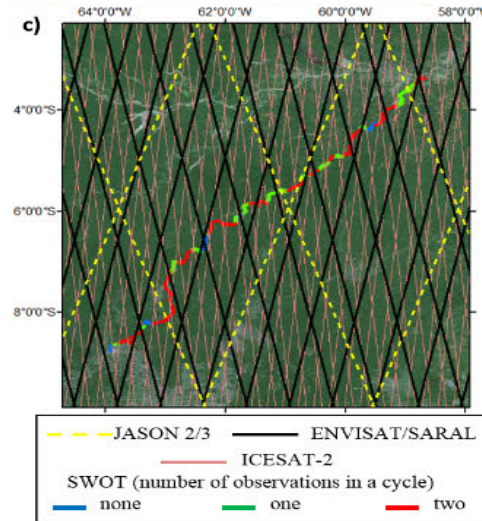 c)
64°0'0"W 62°0'0"W 60°0'0"W 58°0'0"W
4°0'0"S
6°0'0"S
8°0'0"S
JASON 2/3 ENVISAT/SARAL
ICESAT-2
SWOT (number of observations in a cycle)
none one two